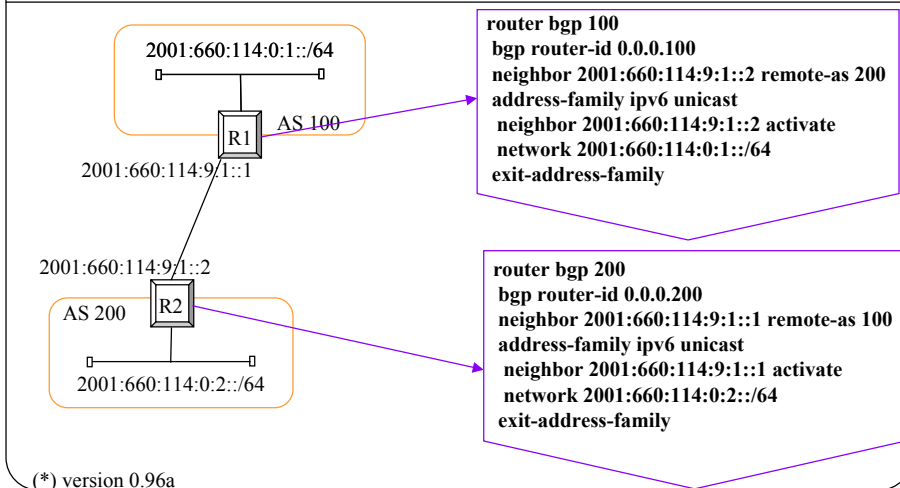 2001:660:114:0:1::/64
AS 100
R1
2001:660:114:9:1::1
2001:660:114:9:1::2
R2
AS 200
2001:660:114:0:2::/64
router bgp 100
bgp router-id 0.0.0.100
neighbor 2001:660:114:9:1::2 remote-as 200
address-family ipv6 unicast
neighbor 2001:660:114:9:1::2 activate
network 2001:660:114:0:1::/64
exit-address-family
router bgp 200
bgp router-id 0.0.0.200
neighbor 2001:660:114:9:1::1 remote-as 100
address-family ipv6 unicast
neighbor 2001:660:114:9:1::1 activate
network 2001:660:114:0:2::/64
exit-address-family
(*) version 0.96a